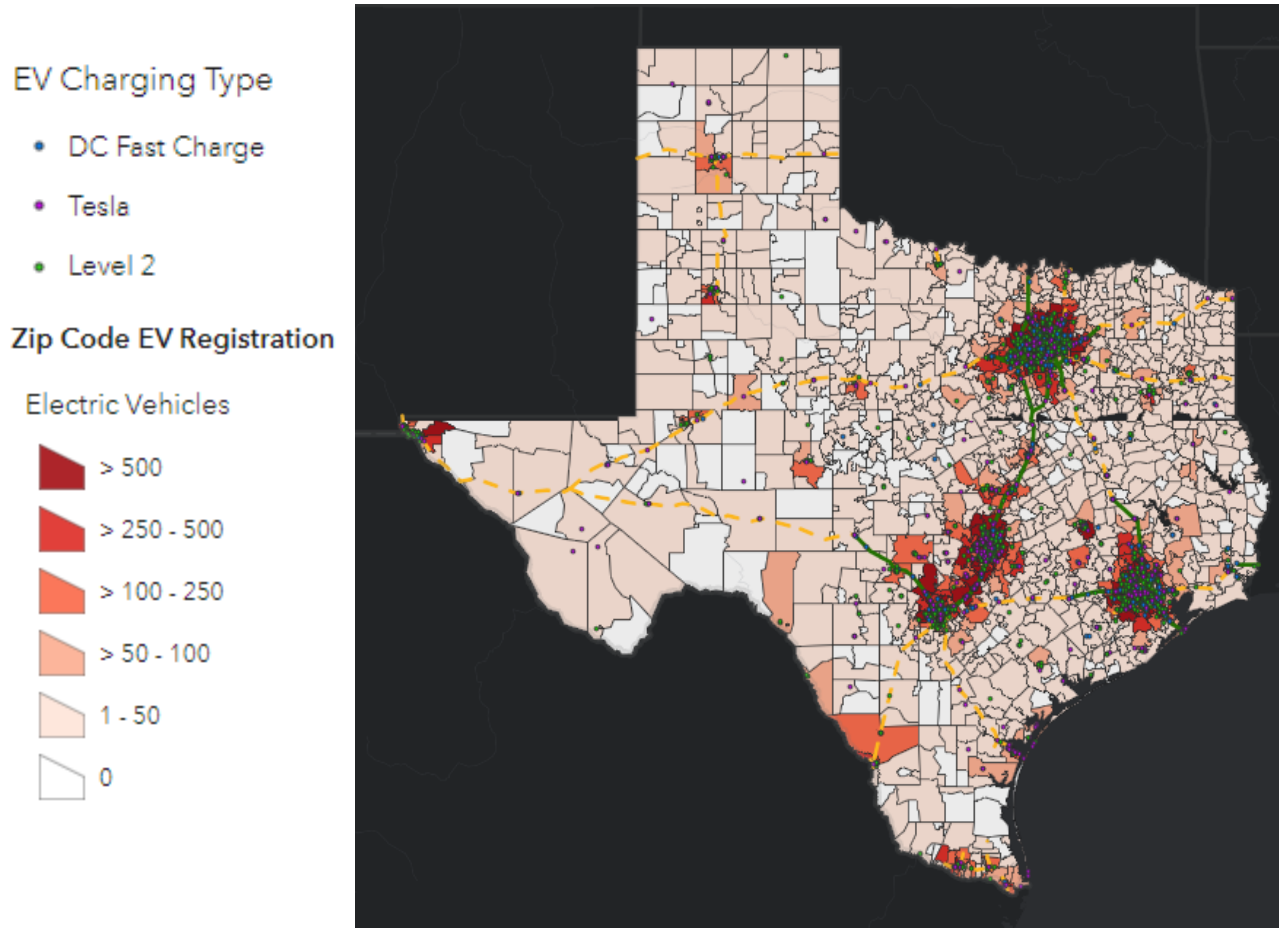 EV Charging Type
DC Fast Charge
Tesla
Level 2
Zip Code EV Registration
Electric Vehicles
> 500
> 250 - 500
> 100 - 250
> 50 - 100
1 - 50
0